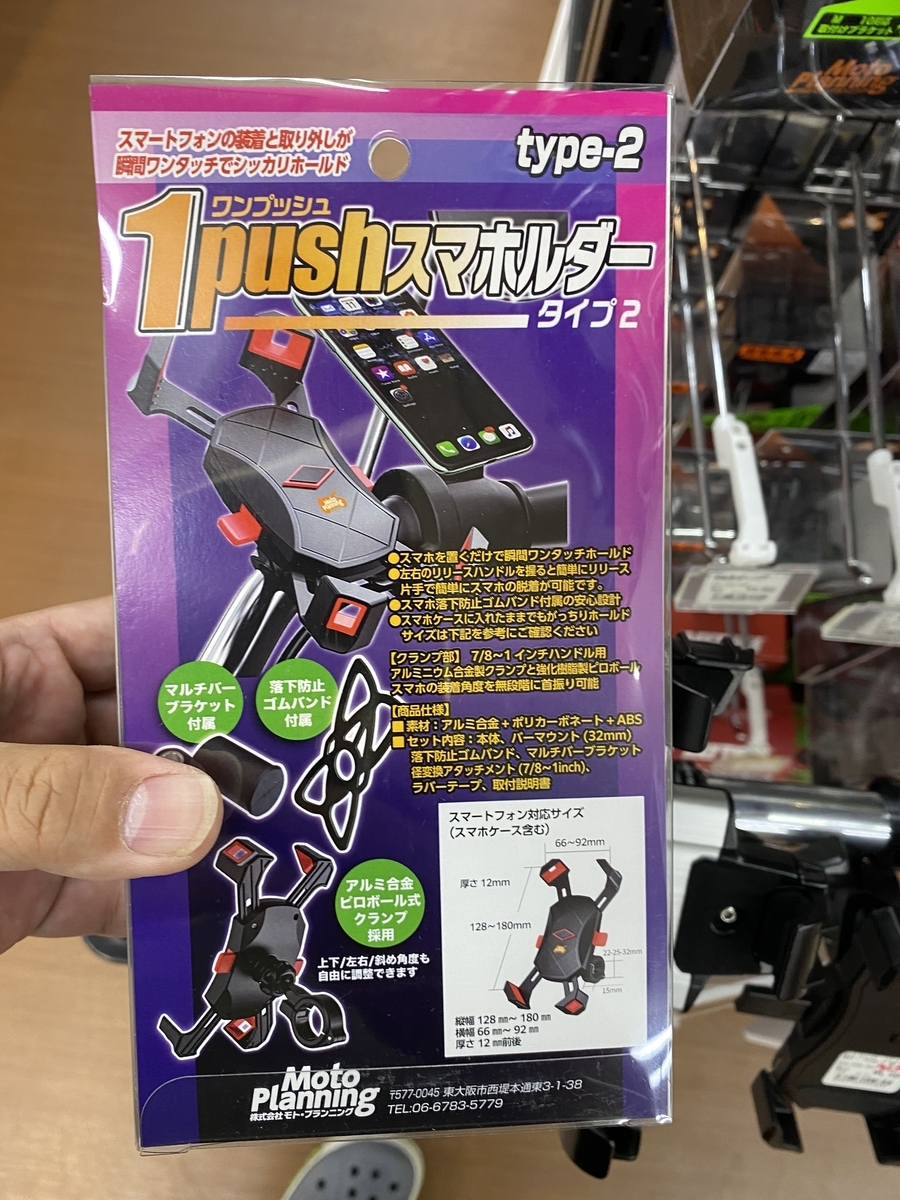 スマートフォンの装着と取り外しが
瞬間ワンタッチでシッカリホールド
type-2
ワンプッシュ
1pushスマホルダー
タイプ2
Moto Planning
●スマホを置くだけで瞬間ワンタッチホールド
●左右のリリースハンドルを握ると簡単にリリース
片手で簡単にスマホの脱着が可能です。
●スマホ落下防止ゴムバンド付属の安心設計
●スマホケースに入れたままでもがっちりホールド
サイズは下記を参考にご確認ください
【クランプ部】 7/8〜1 インチハンドル用
アルミニウム合金製クランプと強化樹脂製ピロボール
スマホの装着角度を無段階に首振り可能
【商品仕様】
■素材：アルミ合金＋ポリカーボネート＋ABS
■セット内容：本体、バーマウント (32mm)
落下防止ゴムバンド、マルチバーブラケット
径変換アタッチメント (7/8〜1inch)、
ラバーテープ、取付説明書
マルチバー
ブラケット
付属
落下防止
ゴムバンド
付属
スマートフォン対応サイズ
（スマホケース含む）
66〜92mm
厚さ 12mm
128〜180mm
22-25-32mm
15mm
縦幅 128 ㎜〜 180 ㎜
横幅 66 ㎜〜 92 ㎜
厚さ 12 ㎜前後
アルミ合金
ピロボール式
クランプ
採用
上下/左右/斜め角度も
自由に調整できます
Moto
Planning
株式会社 モト・プランニング
〒577-0045 東大阪市西堤本通東3-1-38
TEL:06-6783-5779
取付けブラケット
Moto
Planning